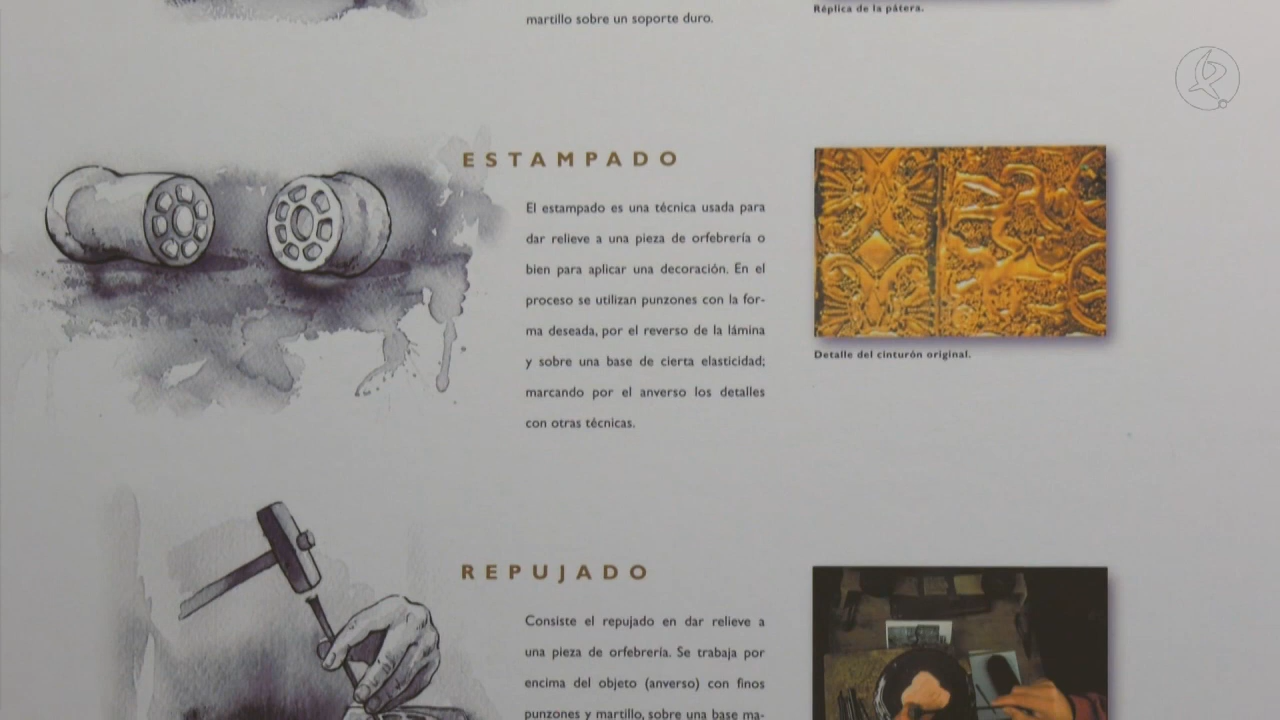 martillo sobre un soporte duro.
Réplica de la pátera.
ESTAMPADO
El estampado es una técnica usada para
dar relieve a una pieza de orfebrería o
bien para aplicar una decoración. En el
proceso se utilizan punzones con la for-
ma deseada, por el reverso de la lámina
y sobre una base de cierta elasticidad;
marcando por el anverso los detalles
con otras técnicas.
Detalle del cinturón original.
REPUJADO
Consiste el repujado en dar relieve a
una pieza de orfebrería. Se trabaja por
encima del objeto (anverso) con finos
punzones y martillo, sobre una base ma-